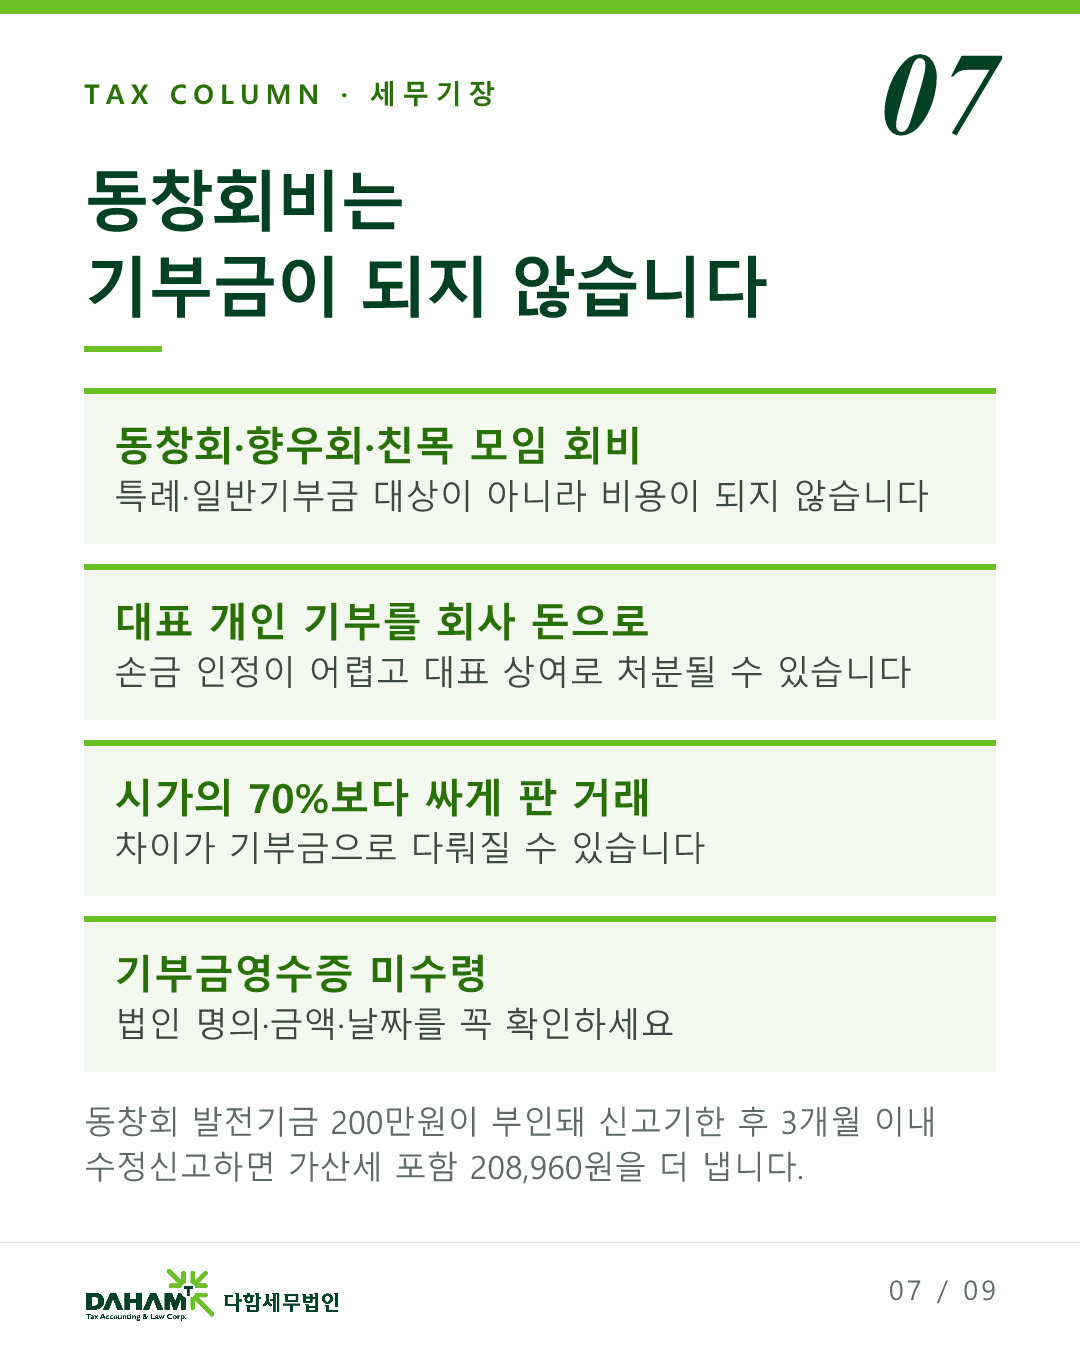 TAX COLUMN · 세무기장
07
동창회비는
기부금이 되지 않습니다
동창회·향우회·친목 모임 회비
특례·일반기부금 대상이 아니라 비용이 되지 않습니다
대표 개인 기부를 회사 돈으로
손금 인정이 어렵고 대표 상여로 처분될 수 있습니다
시가의 70%보다 싸게 판 거래
차이가 기부금으로 다뤄질 수 있습니다
기부금영수증 미수령
법인 명의·금액·날짜를 꼭 확인하세요
동창회 발전기금 200만원이 부인돼 신고기한 후 3개월 이내
수정신고하면 가산세 포함 208,960원을 더 냅니다.
DAHAM T 다함세무법인
Tax Accounting & Law Corp.
07 / 09